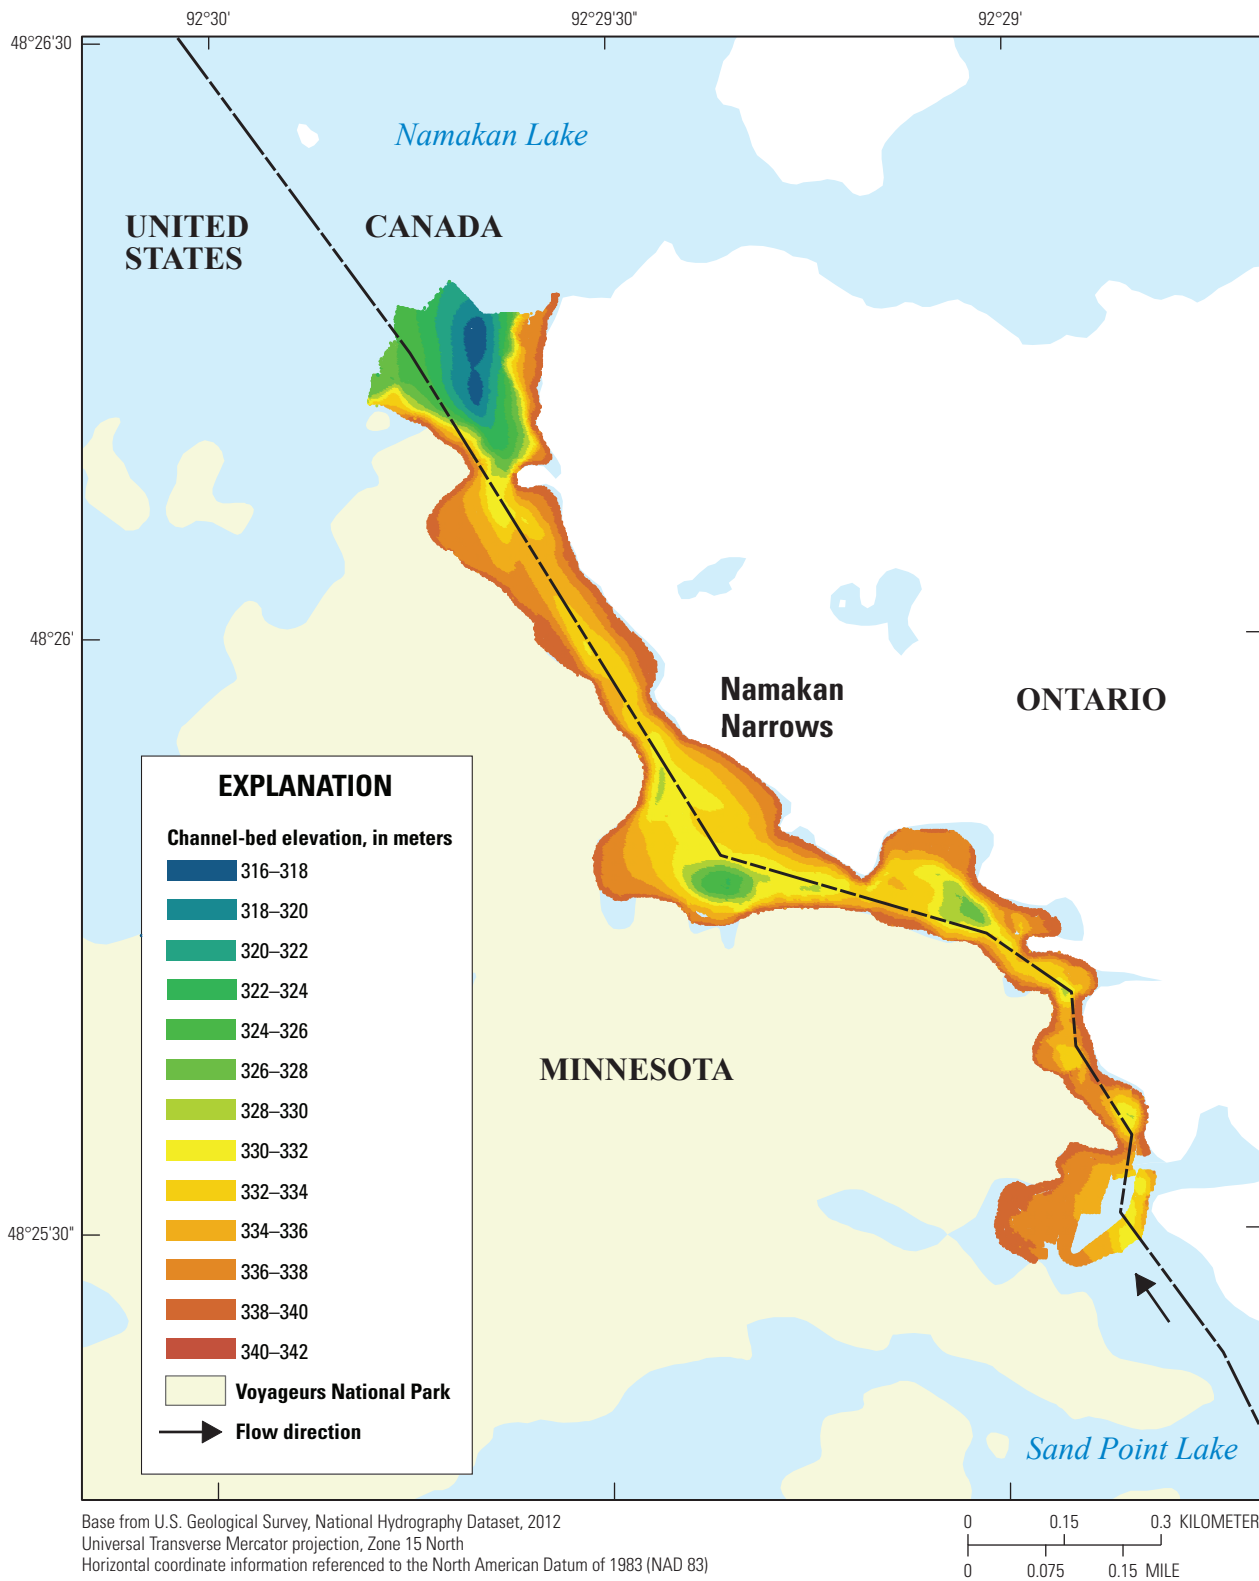 92°30'
92°29'30"
92°29'
48°26'30
Namakan Lake
UNITED
STATES
CANADA
48°26'
Namakan
Narrows
ONTARIO
EXPLANATION
Channel-bed elevation, in meters
316–318
318–320
320–322
322–324
324–326
326–328
328–330
330–332
332–334
334–336
336–338
338–340
340–342
Voyageurs National Park
Flow direction
MINNESOTA
48°25'30"
Sand Point Lake
Base from U.S. Geological Survey, National Hydrography Dataset, 2012
Universal Transverse Mercator projection, Zone 15 North
Horizontal coordinate information referenced to the North American Datum of 1983 (NAD 83)
0 0.15 0.3 KILOMETER
0 0.075 0.15 MILE